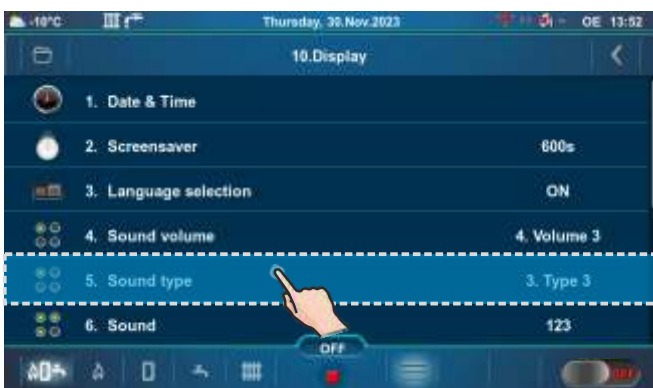 -10°C Thursday, 30.Nov.2023 OE 13:52
10.Display
1. Date & Time
2. Screensaver 600s
3. Language selection ON
4. Sound volume 4. Volume 3
5. Sound type 3. Type 3
6. Sound 123
OFF
OFF